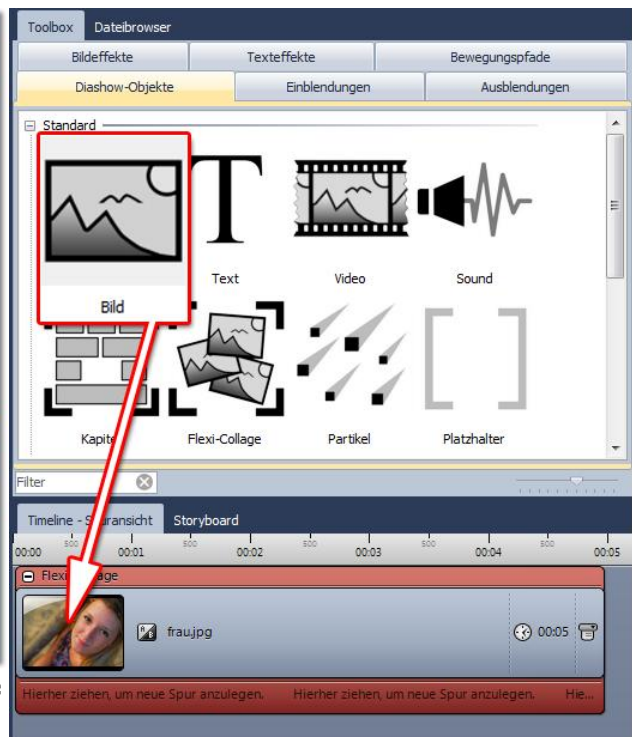 Toolbox Dateibrowser
Bildeffekte Texteffekte Bewegungspfade
Diashow-Objekte Einblendungen Ausblendungen
Standard
Bild Text Video Sound
Flexi-Collage Partikel Platzhalter
Filter
Timeline - Storyboard
00:00 500 00:01 500 00:02 500 00:03 500 00:04 500 00:05
frau.jpg 00:05
Hierher ziehen, um neue Spur anzulegen. Hierher ziehen, um neue Spur anzulegen. Hie...